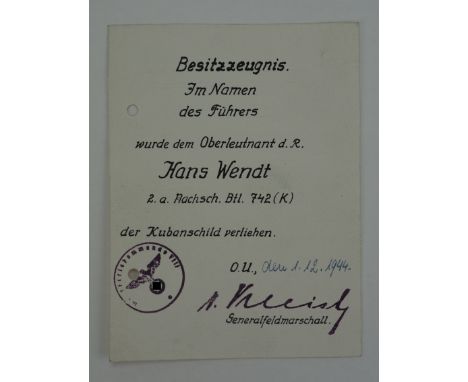 Besitzzeugnis.
Im Namen
des Führers
wurde dem Oberleutnant d.R.
Hans Wendt
2. a. Nachsch. Btl. 742 (K)
der Kubanschild verliehen.
O.U., den 1. 12. 1944.
v. Kleist
Generalfeldmarschall.